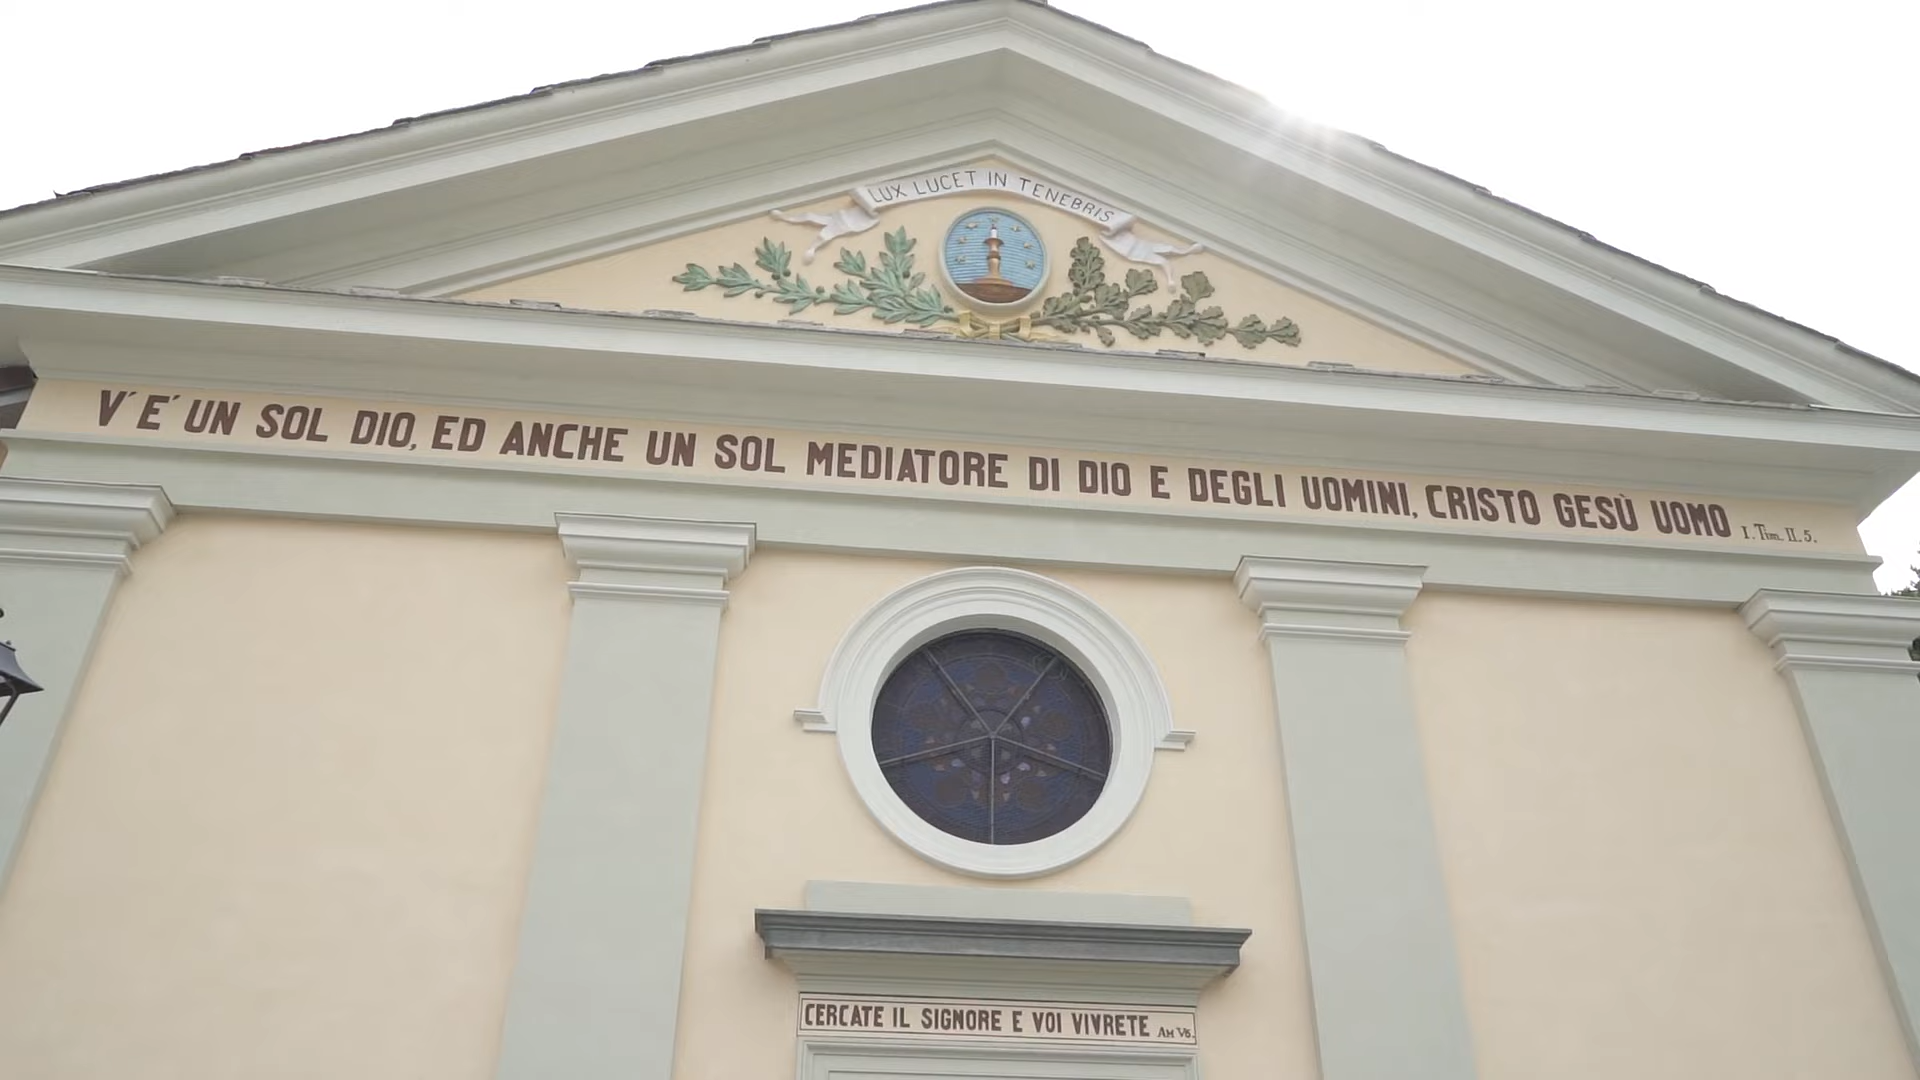 LUX LUCET IN TENEBRIS
V' E' UN SOL DIO, ED ANCHE UN SOL MEDIATORE DI DIO E DEGLI UOMINI, CRISTO GESÙ UOMO I. Tim. II. 5.
CERCATE IL SIGNORE E VOI VIVRETE AM V6.